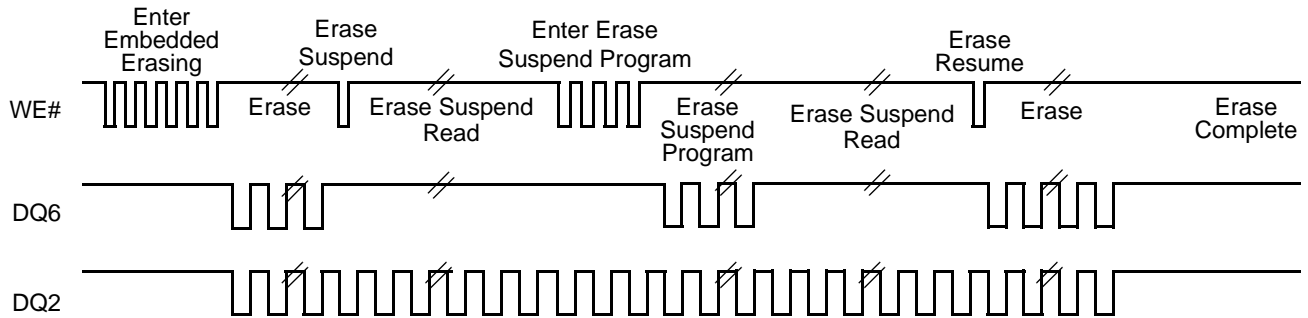 Enter
Embedded
Erasing
Erase
Suspend
Enter Erase
Suspend Program
Erase
Resume
WE#
Erase
Erase Suspend
Read
Erase
Suspend
Program
Erase Suspend
Read
Erase
Erase
Complete
DQ6
DQ2